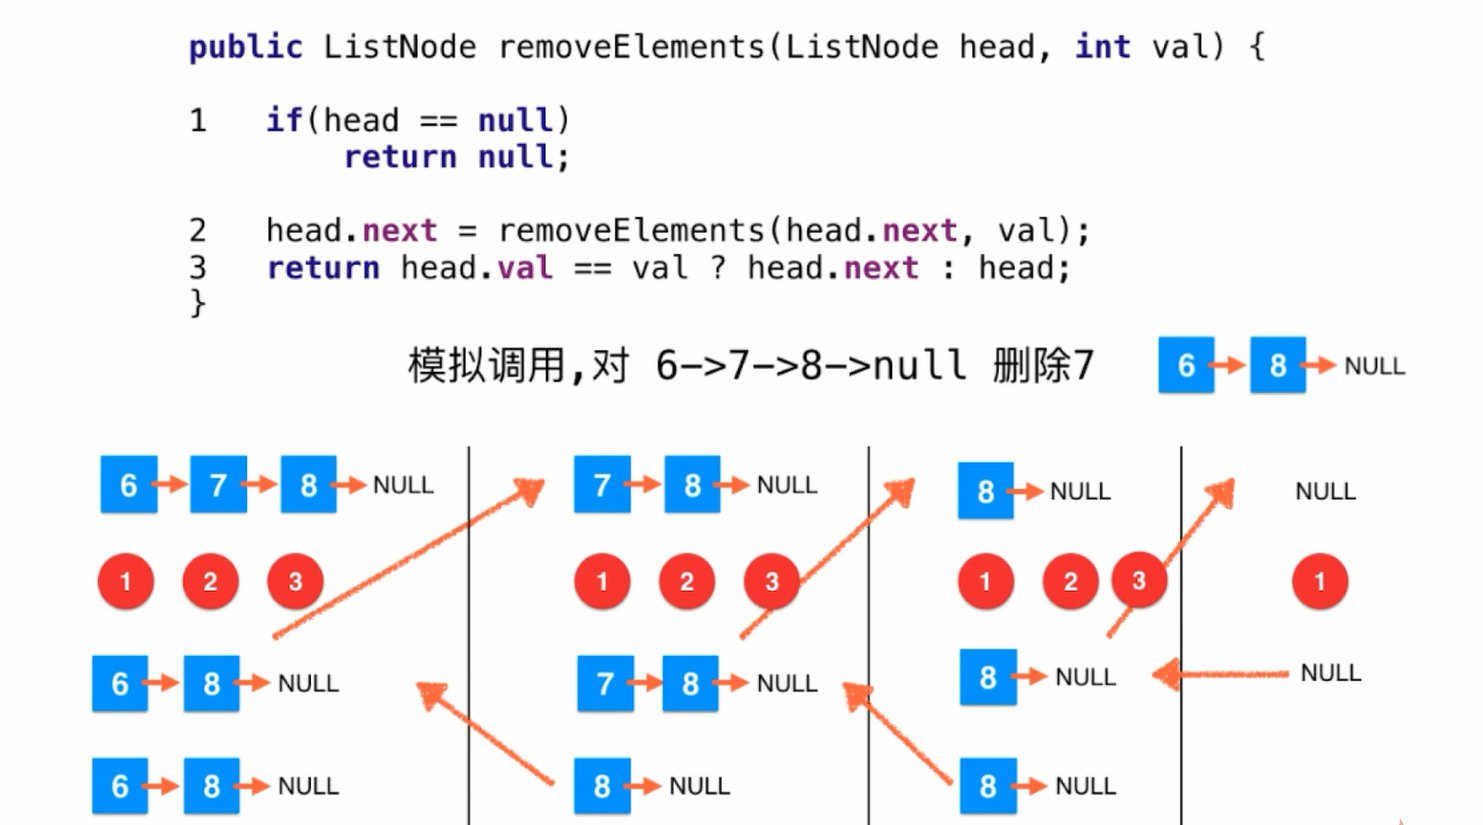 public ListNode removeElements(ListNode head, int val) {
1 if(head == null)
return null;
2 head.next = removeElements(head.next, val);
3 return head.val == val ? head.next : head;
}
模拟调用,对 6->7->8->null 删除7 6 8 NULL
6 7 8 NULL 7 8 NULL 8 NULL NULL
1 2 3 1 2 3 1 2 3 1
6 8 NULL 7 8 NULL 8 NULL NULL
6 8 NULL 8 NULL 8 NULL